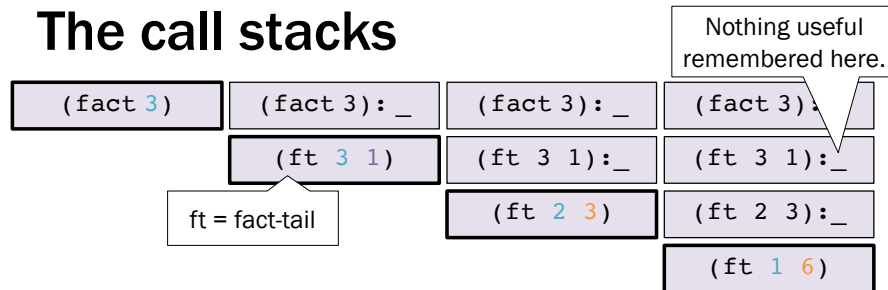 The call stacks
Nothing useful
remembered here.
(fact 3) (fact 3): _ (fact 3): _ (fact 3):
(ft 3 1) (ft 3 1):_ (ft 3 1):_
ft = fact-tail
(ft 2 3) (ft 2 3):_
(ft 1 6)